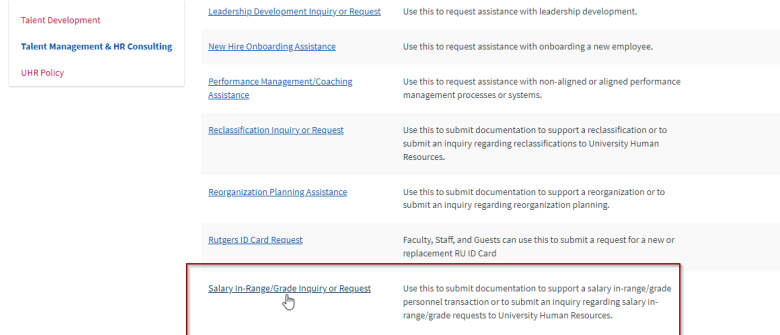 Talent Development
Talent Management & HR Consulting
UHR Policy
Leadership Development Inquiry or Request
Use this to request assistance with leadership development.
New Hire Onboarding Assistance
Use this to request assistance with onboarding a new employee.
Performance Management/Coaching
Assistance
Use this to request assistance with non-aligned or aligned performance
management processes or systems.
Reclassification Inquiry or Request
Use this to submit documentation to support a reclassification or to
submit an inquiry regarding reclassifications to University Human
Resources.
Reorganization Planning Assistance
Use this to submit documentation to support a reorganization or to
submit an inquiry regarding reorganization planning.
Rutgers ID Card Request
Faculty, Staff, and Guests can use this to submit a request for a new or
replacement RU ID Card
Salary In-Range/Grade Inquiry or Request
Use this to submit documentation to support a salary in-range/grade
personnel transaction or to submit an inquiry regarding salary in-
range/grade requests to University Human Resources.